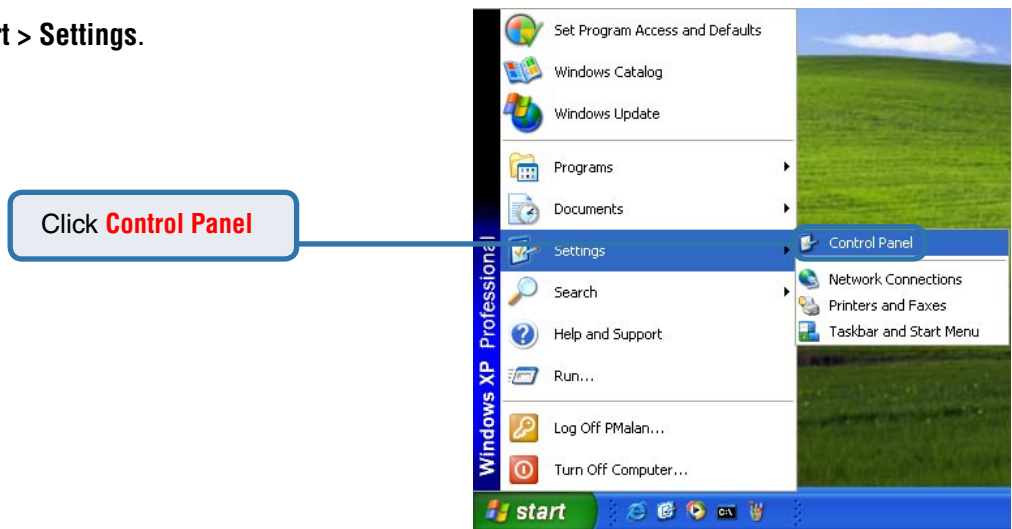 rt > Settings.
Click Control Panel
Set Program Access and Defaults
Windows Catalog
Windows Update
Programs
Documents
Settings
Search
Help and Support
Run...
Log Off PMalan...
Turn Off Computer...
Windows XP Professional
Control Panel
Network Connections
Printers and Faxes
Taskbar and Start Menu
start
C:\